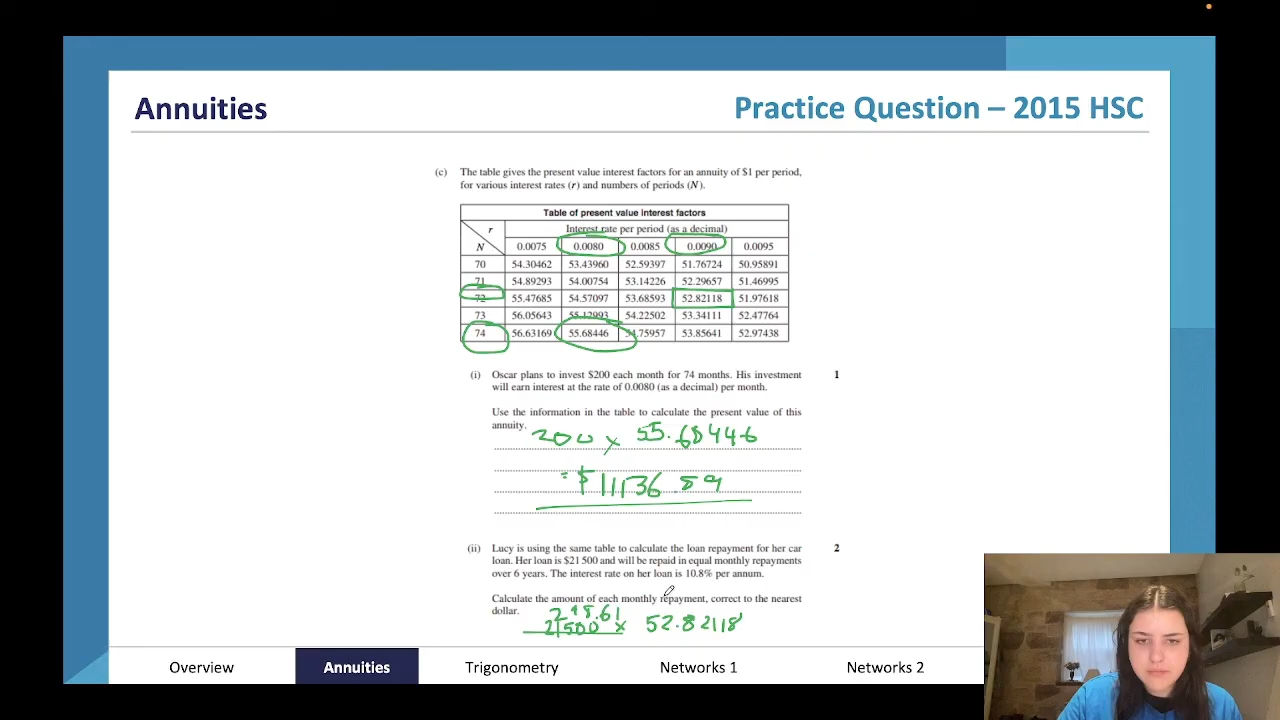 Annuities
Practice Question – 2015 HSC
(c) The table gives the present value interest factors for an annuity of $1 per period,
for various interest rates (r) and numbers of periods (N).
Table of present value interest factors
r
Interest rate per period (as a decimal)
N 0.0075 0.0080 0.0085 0.0090 0.0095
70 54.30462 53.43960 52.59397 51.76724 50.95891
71 54.89293 54.00754 53.14226 52.29657 51.46995
72 55.47685 54.57097 53.68593 52.82118 51.97618
73 56.05643 55.12993 54.22502 53.34111 52.47764
74 56.63169 55.68446 54.75957 53.85641 52.97438
(i) Oscar plans to invest $200 each month for 74 months. His investment 1
will earn interest at the rate of 0.0080 (as a decimal) per month.
Use the information in the table to calculate the present value of this
annuity.
200 x 55.68446
= $11136.89
(ii) Lucy is using the same table to calculate the loan repayment for her car 2
loan. Her loan is $21 500 and will be repaid in equal monthly repayments
over 6 years. The interest rate on her loan is 10.8% per annum.
Calculate the amount of each monthly repayment, correct to the nearest
dollar.
21500 x 52.82118
Overview Annuities Trigonometry Networks 1 Networks 2